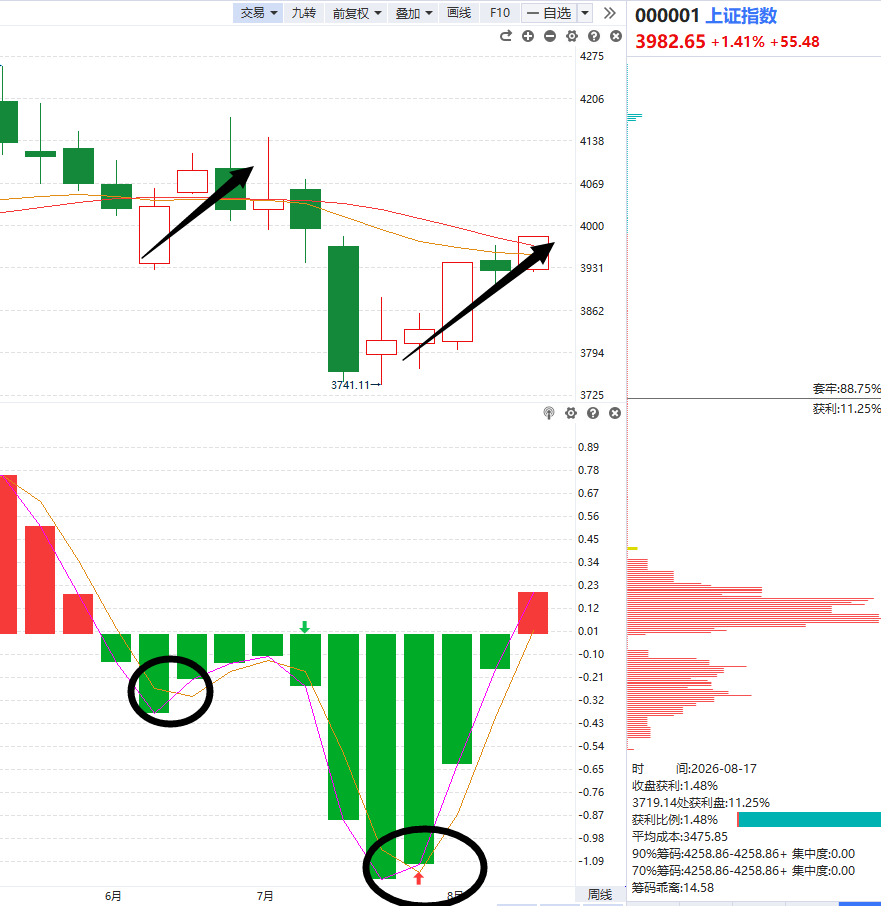 交易 九转 前复权 叠加 画线 F10 一 自选
000001 上证指数
3982.65 +1.41% +55.48
4275
4206
4138
4069
4000
3931
3862
3794
3725
3741.11→
套牢:88.75%
获利:11.25%
0.89
0.78
0.67
0.56
0.45
0.34
0.23
0.12
0.01
-0.10
-0.21
-0.32
-0.43
-0.54
-0.65
-0.76
-0.87
-0.98
-1.09
6月 7月 8月 周线
时 间:2026-08-17
收盘获利:1.48%
3719.14处获利盘:11.25%
获利比例:1.48%
平均成本:3475.85
90%筹码:4258.86-4258.86+ 集中度:0.00
70%筹码:4258.86-4258.86+ 集中度:0.00
筹码乖离:14.58